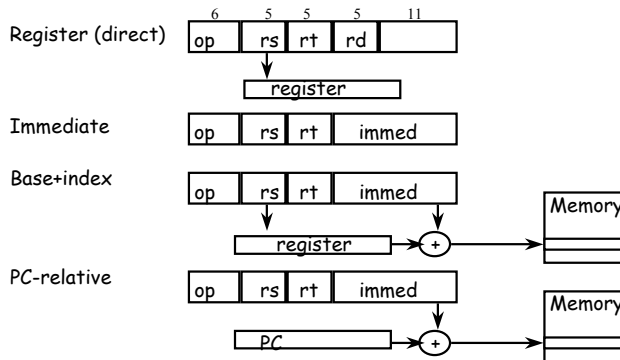 6 5 5 5 11
Register (direct) op rs rt rd
register
Immediate op rs rt immed
Base+index op rs rt immed
Memory
register +
PC-relative op rs rt immed
Memory
PC +